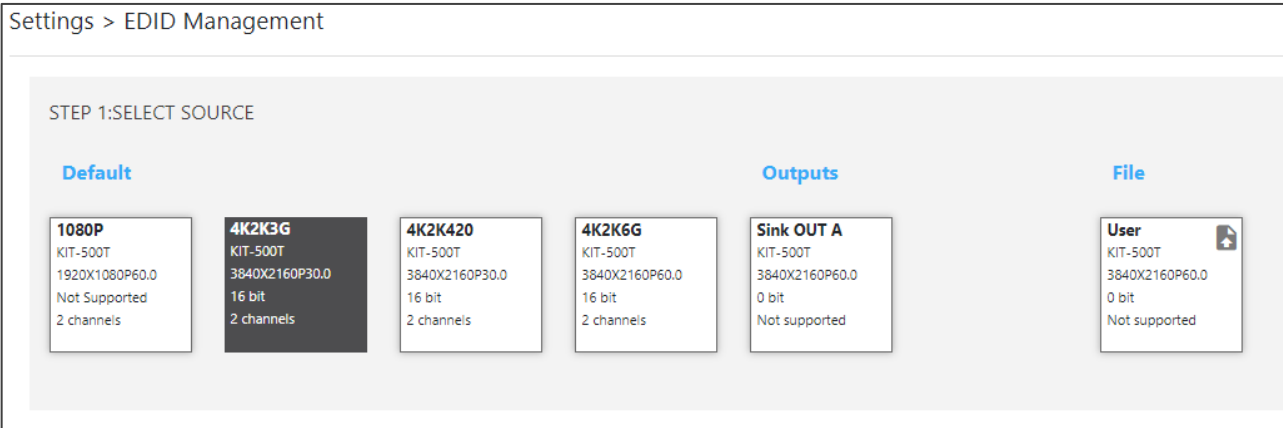 Settings > EDID Management
STEP 1:SELECT SOURCE
Default
Outputs
File
1080P
KIT-500T
1920X1080P60.0
Not Supported
2 channels
4K2K3G
KIT-500T
3840X2160P30.0
16 bit
2 channels
4K2K420
KIT-500T
3840X2160P30.0
16 bit
2 channels
4K2K6G
KIT-500T
3840X2160P60.0
16 bit
2 channels
Sink OUT A
KIT-500T
3840X2160P60.0
0 bit
Not supported
User
KIT-500T
3840X2160P60.0
0 bit
Not supported